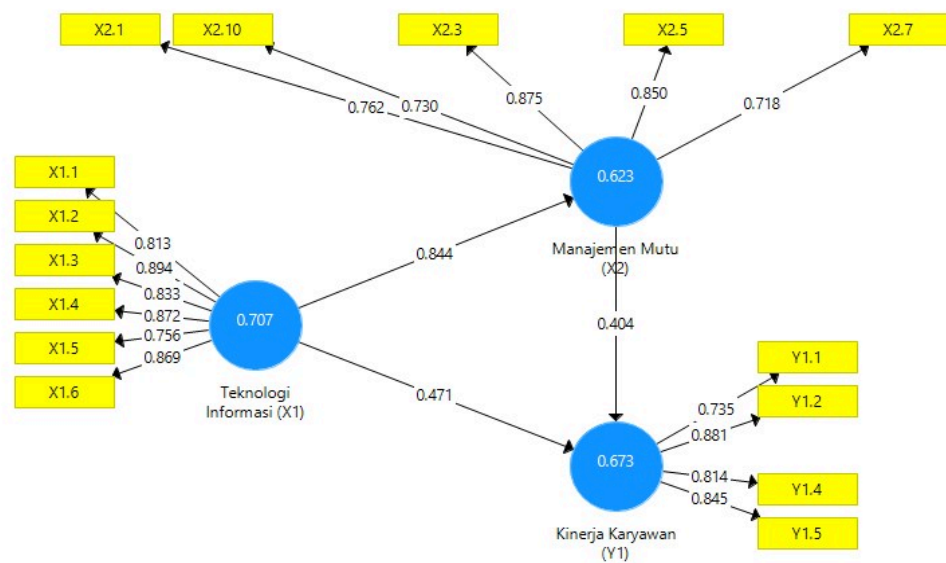 X2.1
X2.10
X2.3
X2.5
X2.7
0.762
0.730
0.875
0.850
0.718
0.623
Manajemen Mutu
(X2)
X1.1
X1.2
X1.3
X1.4
X1.5
X1.6
0.813
0.894
0.833
0.872
0.756
0.869
0.707
Teknologi
Informasi (X1)
0.844
0.404
0.471
Y1.1
Y1.2
Y1.4
Y1.5
0.735
0.881
0.814
0.845
0.673
Kinerja Karyawan
(Y1)